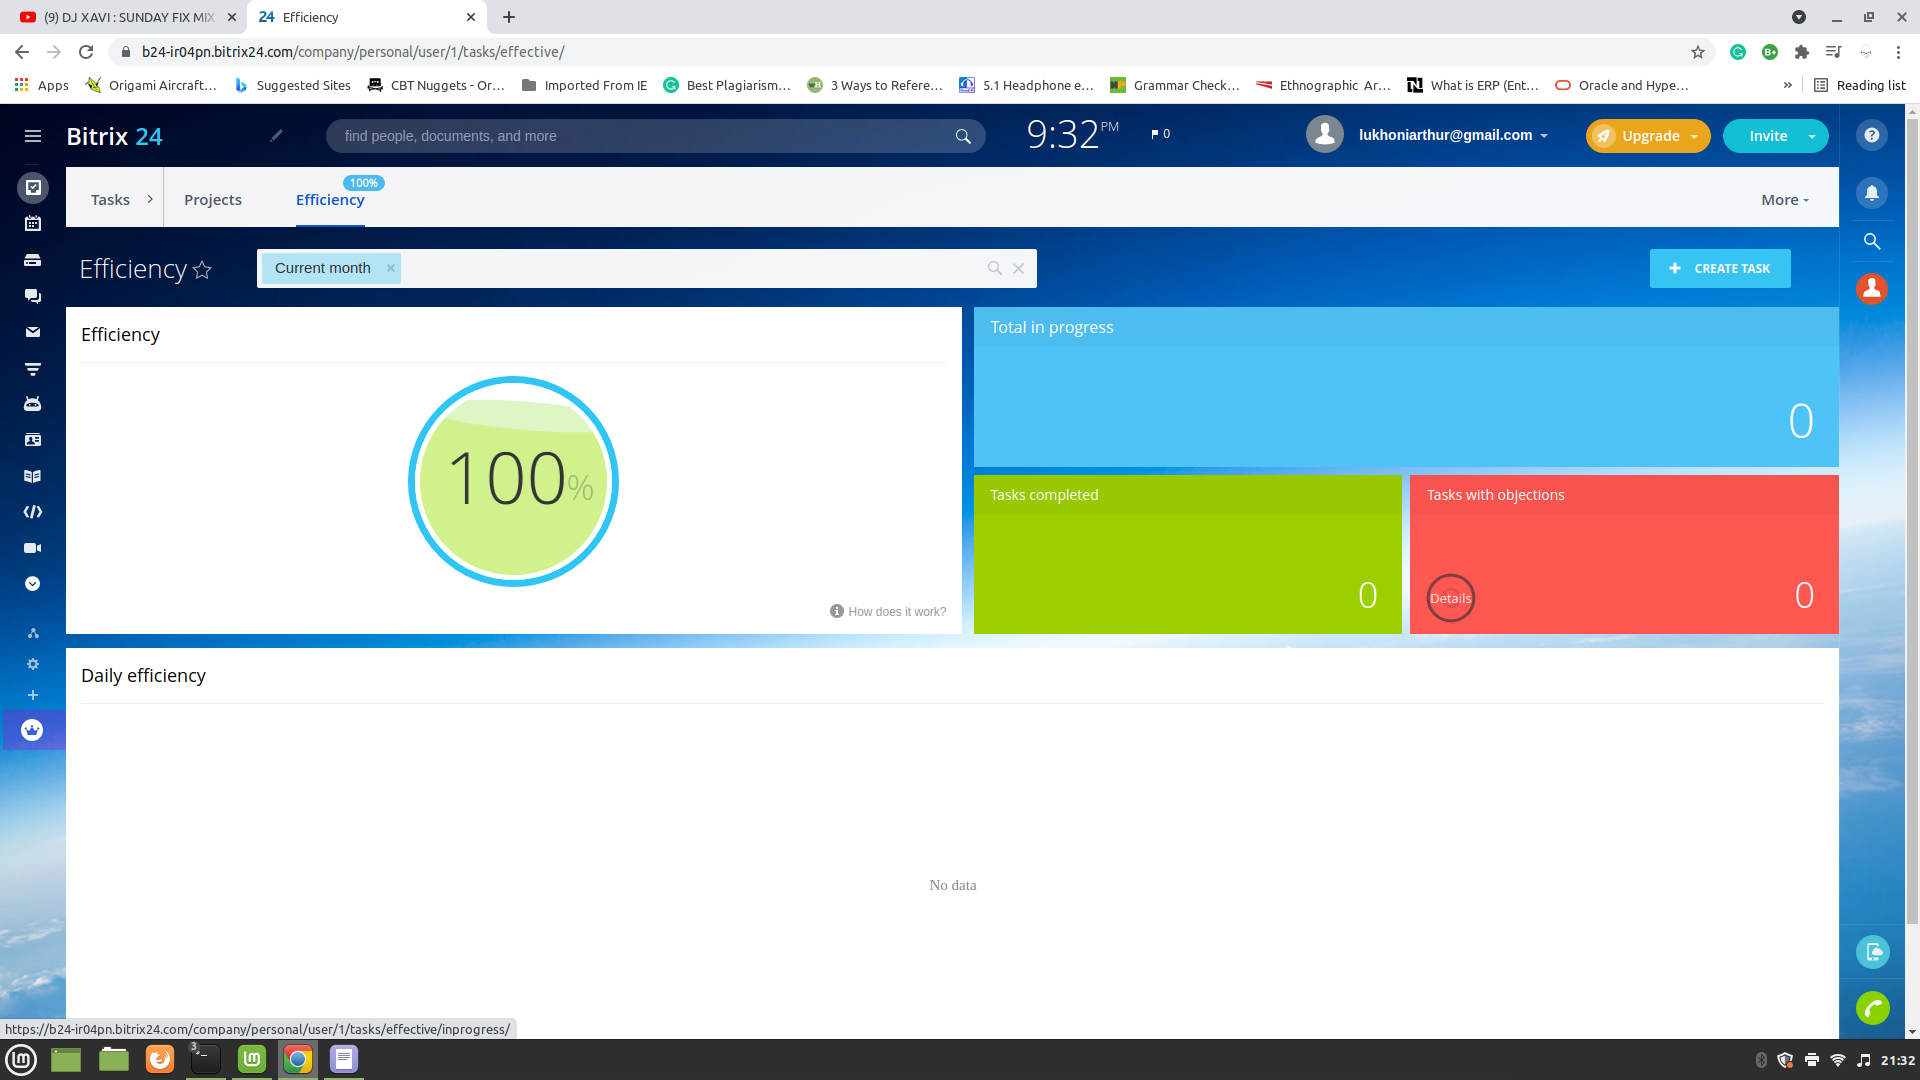 (9) DJ XAVI : SUNDAY FIX MIX
24 Efficiency
b24-ir04pn.bitrix24.com/company/personal/user/1/tasks/effective/
Apps
Origami Aircraft...
Suggested Sites
CBT Nuggets - Or...
Imported From IE
Best Plagiarism...
3 Ways to Refere...
5.1 Headphone e...
Grammar Check...
Ethnographic Ar...
What is ERP (Ent...
Oracle and Hype...
»
Reading list
Bitrix 24
find people, documents, and more
9:32 PM
0
lukhoniarthur@gmail.com
Upgrade
Invite
Tasks
Projects
Efficiency
100%
More
Efficiency
Current month
CREATE TASK
Efficiency
100%
How does it work?
Total in progress
0
Tasks completed
0
Tasks with objections
Details
0
Daily efficiency
No data
https://b24-ir04pn.bitrix24.com/company/personal/user/1/tasks/effective/inprogress/
3
21:32